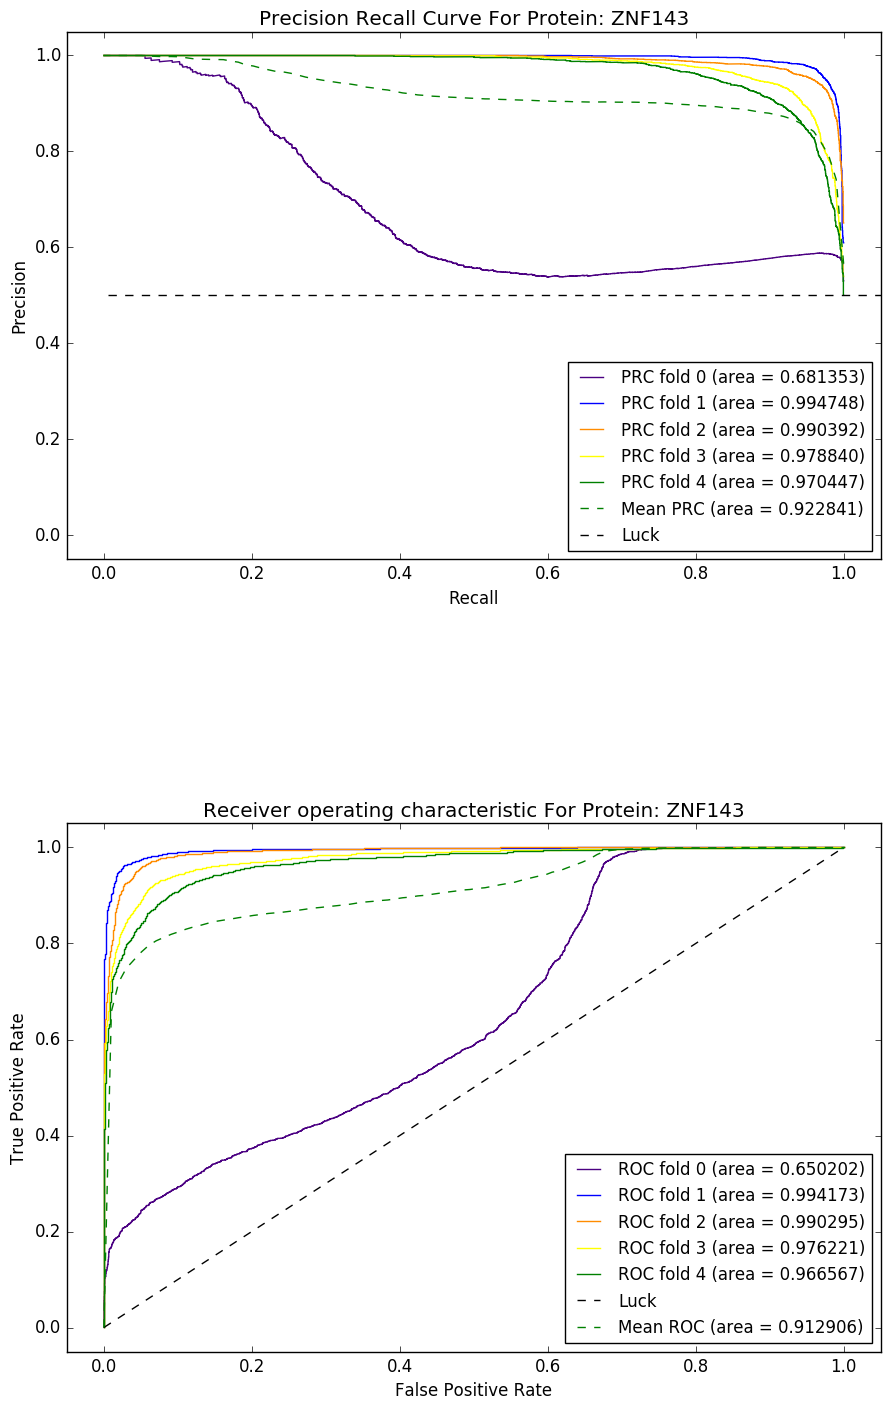 Precision Recall Curve For Protein: ZNF143
1.0
0.8
0.6
0.4
0.2
0.0
Precision
PRC fold 0 (area = 0.681353)
PRC fold 1 (area = 0.994748)
PRC fold 2 (area = 0.990392)
PRC fold 3 (area = 0.978840)
PRC fold 4 (area = 0.970447)
Mean PRC (area = 0.922841)
Luck
0.0 0.2 0.4 0.6 0.8 1.0
Recall
Receiver operating characteristic For Protein: ZNF143
1.0
0.8
0.6
0.4
0.2
0.0
True Positive Rate
ROC fold 0 (area = 0.650202)
ROC fold 1 (area = 0.994173)
ROC fold 2 (area = 0.990295)
ROC fold 3 (area = 0.976221)
ROC fold 4 (area = 0.966567)
Luck
Mean ROC (area = 0.912906)
0.0 0.2 0.4 0.6 0.8 1.0
False Positive Rate